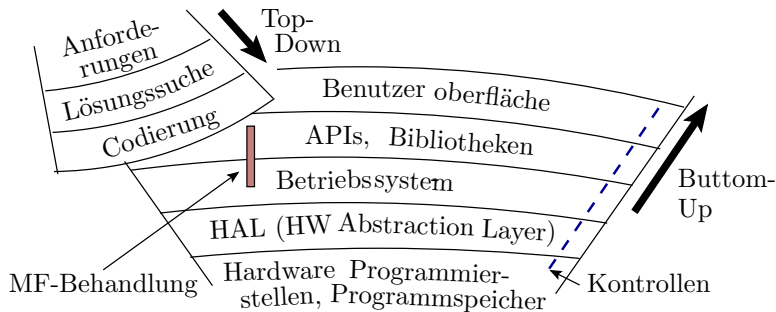 Anforde-
rungen
Lösungssuche
Codierung
Top-
Down
Benutzer oberfläche
APIs, Bibliotheken
Betriebssystem
HAL (HW Abstraction Layer)
Hardware Programmier-
stellen, Programmspeicher
Buttom-
Up
MF-Behandlung
Kontrollen